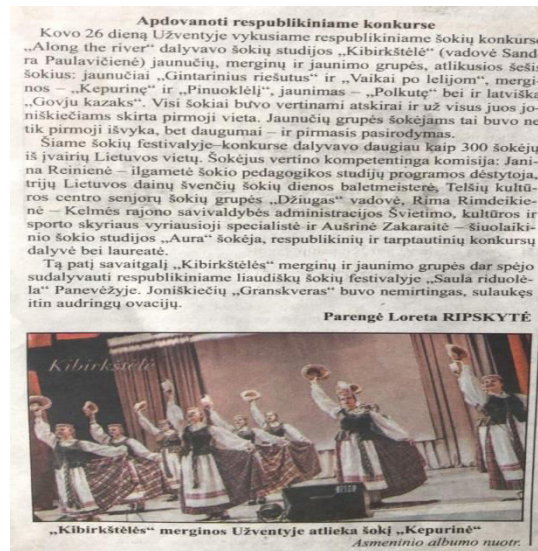 Apdovanoti respublikiniame konkurse
Kovo 26 dieną Užventyje vykusiame respublikiniame šokių konkurse
„Along the river“ dalyvavo šokių studijos „Kibirkštėlė“ (vadovė Sand-
ra Paulavičienė) jaunučių, merginų ir jaunimo grupės, atlikusios šešis
šokius: jaunučiai „Gintarinius riešutus“ ir „Vaikai po lelijom“, mergi-
nos – „Kepurinę“ ir „Pinuoklėlį„, jaunimas – „Polkutę“ bei ir latvišką
„Govju kazaks“. Visi šokiai buvo vertinami atskirai ir už visus juos jo-
niškiečiams skirta pirmoji vieta. Jaunučių grupės šokėjams tai buvo ne
tik pirmoji išvyka, bet daugumai – ir pirmasis pasirodymas.
Šiame šokių festivalyje–konkurse dalyvavo daugiau kaip 300 šokėjų
iš įvairių Lietuvos vietų. Šokėjus vertino kompetentinga komisija: Jani-
na Reinienė – ilgametė šokio pedagogikos studijų programos dėstytoja,
trijų Lietuvos dainų švenčių šokių dienos baletmeisterė, Telšių kultū-
ros centro senjorų šokių grupės „Džiugas“ vadovė, Rima Rimdeikie-
nė – Kelmės rajono savivaldybės administracijos Švietimo, kultūros ir
sporto skyriaus vyriausioji specialistė ir Aušrinė Zakaraitė – šiuolaiki-
nio šokio studijos „Aura“ šokėja, respublikinių ir tarptautinių konkursų
dalyvė bei laureatė.
Tą patį savaitgalį „Kibirkštėlės“ merginų ir jaunimo grupės dar spėjo
sudalyvauti respublikiniame liaudiškų šokių festivalyje „Saula riduolė-
la“ Panevėžyje. Joniškiečių „Granskveras“ buvo nemirtingas, sulaukęs
itin audringų ovacijų.
Parengė Loreta RIPSKYTĖ
Kibirkštėlė
„Kibirkštėlės“ merginos Užventyje atlieka šokį „Kepurinė“
Asmeninio albumo nuotr.